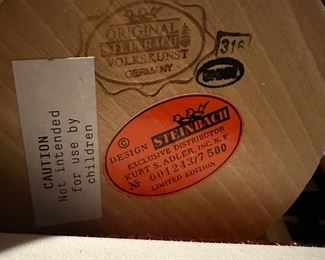 ORIGINAL
STEINBACH
VOLKSKUNST
GERMANY
316
CAUTION
Not intended
for use by
children
©
DESIGN STEINBACH
EXCLUSIVE DISTRIBUTOR
KURT S. ADLER, INC. N.Y
Nr 001243/7500
LIMITED EDITION